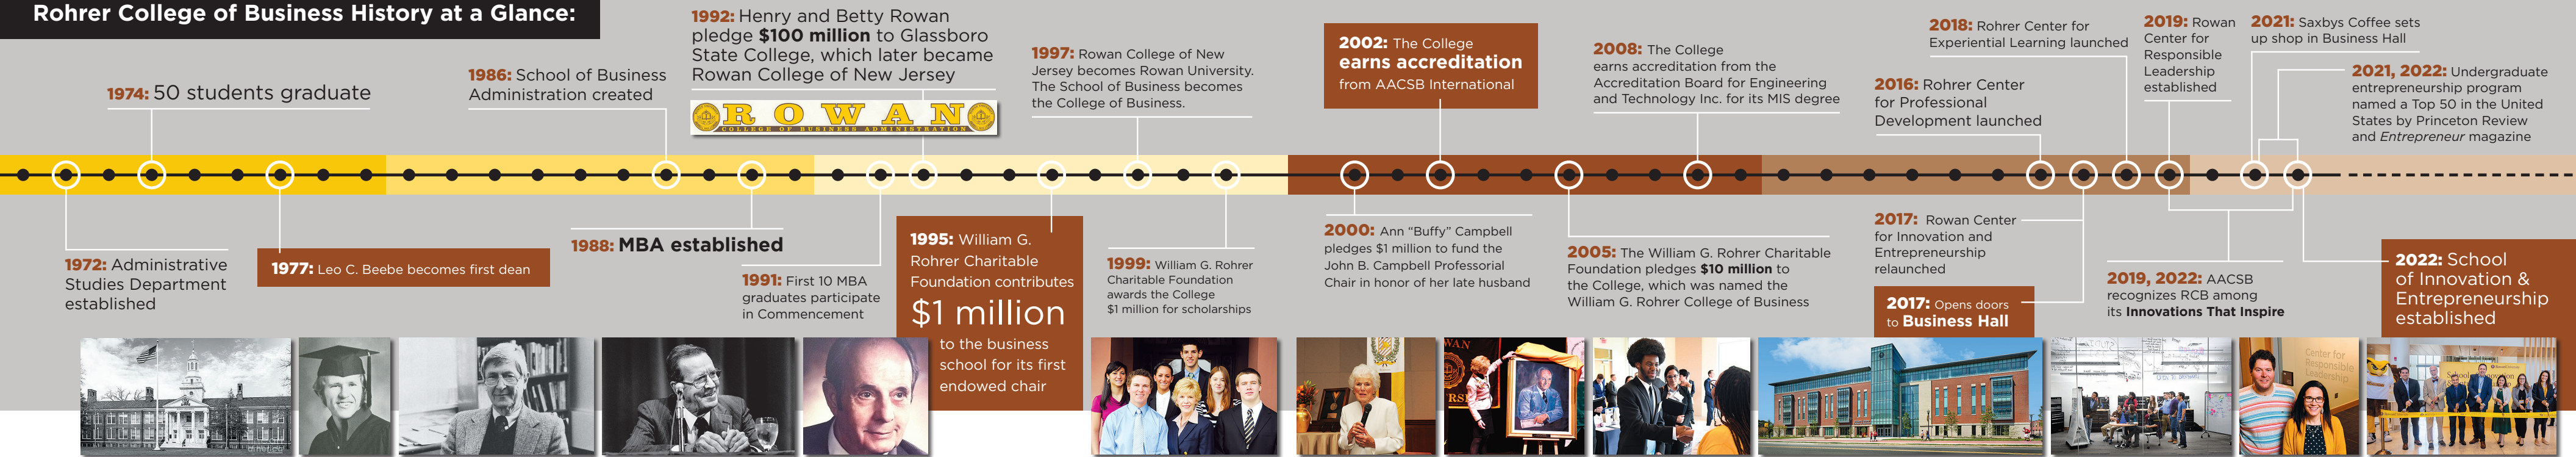 Rohrer College of Business History at a Glance:
1972: Administrative
Studies Department
established
1974: 50 students graduate
1977: Leo C. Beebe becomes first dean
1986: School of Business
Administration created
1988: MBA established
1991: First 10 MBA
graduates participate
in Commencement
1992: Henry and Betty Rowan
pledge $100 million to Glassboro
State College, which later became
Rowan College of New Jersey
ROWAN
COLLEGE OF BUSINESS ADMINISTRATION
1995: William G.
Rohrer Charitable
Foundation contributes
$1 million
to the business
school for its first
endowed chair
1997: Rowan College of New
Jersey becomes Rowan University.
The School of Business becomes
the College of Business.
1999: William G. Rohrer
Charitable Foundation
awards the College
$1 million for scholarships
2000: Ann “Buffy” Campbell
pledges $1 million to fund the
John B. Campbell Professorial
Chair in honor of her late husband
2002: The College
earns accreditation
from AACSB International
2005: The William G. Rohrer Charitable
Foundation pledges $10 million to
the College, which was named the
William G. Rohrer College of Business
2008: The College
earns accreditation from the
Accreditation Board for Engineering
and Technology Inc. for its MIS degree
2016: Rohrer Center
for Professional
Development launched
2017: Rowan Center
for Innovation and
Entrepreneurship
relaunched
2017: Opens doors
to Business Hall
2018: Rohrer Center for
Experiential Learning launched
2019: Rowan
Center for
Responsible
Leadership
established
2019, 2022: AACSB
recognizes RCB among
its Innovations That Inspire
2021: Saxbys Coffee sets
up shop in Business Hall
2021, 2022: Undergraduate
entrepreneurship program
named a Top 50 in the United
States by Princeton Review
and Entrepreneur magazine
2022: School
of Innovation &
Entrepreneurship
established
Center for
Responsible
Leadership